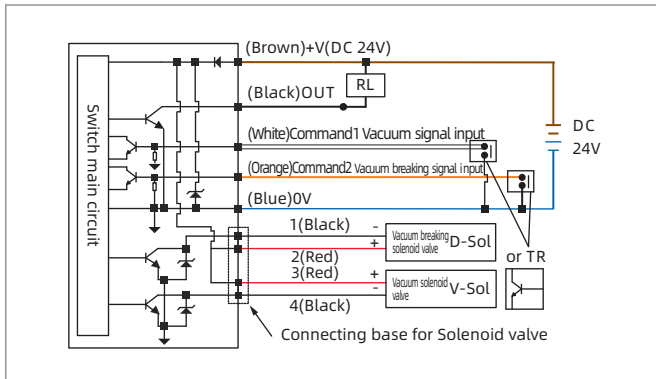 (Brown)+V(DC 24V)
(Black)OUT
RL
Switch main circuit
(White)Command1 Vacuum signal input
DC
24V
(Orange)Command2 Vacuum breaking signal input
(Blue)0V
1(Black)
-
+
Vacuum breaking
solenoid valve
D-Sol
2(Red)
3(Red)
or TR
+
-
Vacuum solenoid
valve
V-Sol
4(Black)
Connecting base for Solenoid valve